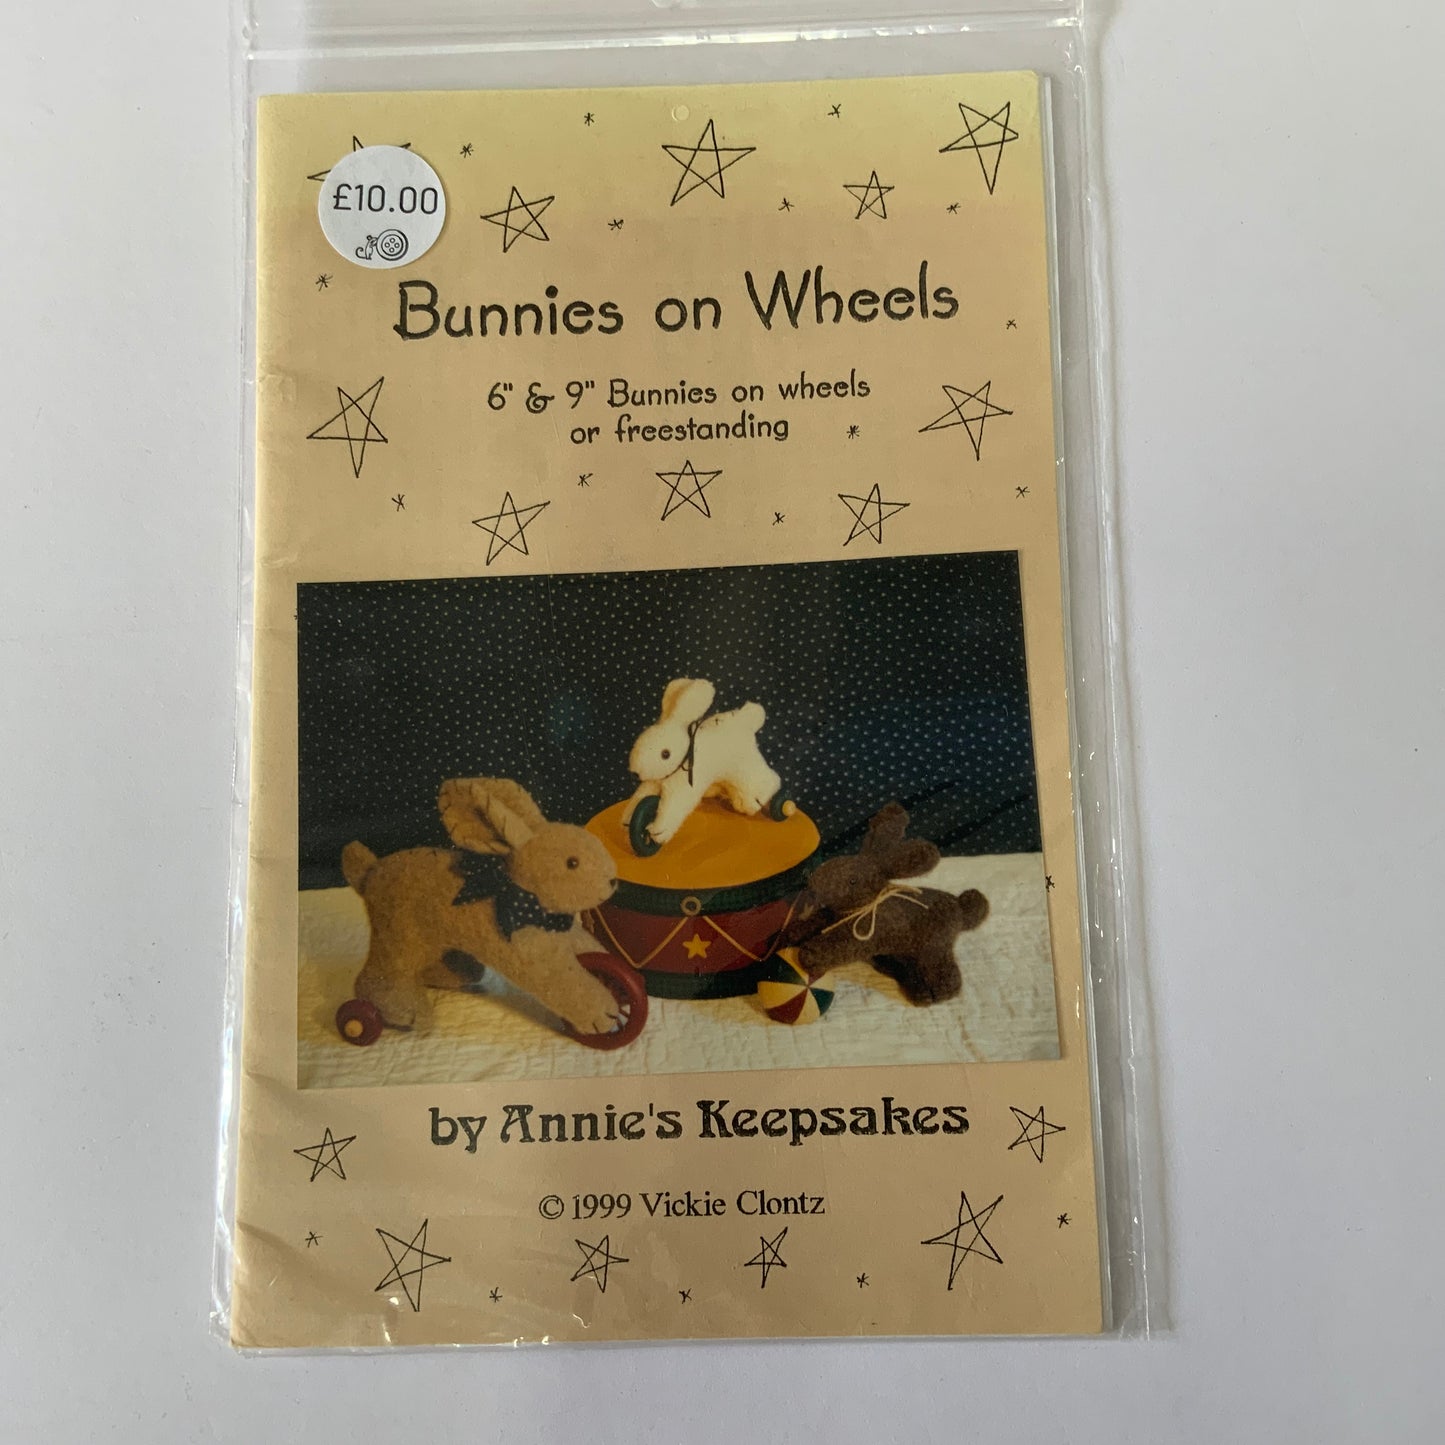 £10.00
Bunnies on Wheels
6" & 9" Bunnies on wheels
or freestanding
by Annie's Keepsakes
© 1999 Vickie Clontz